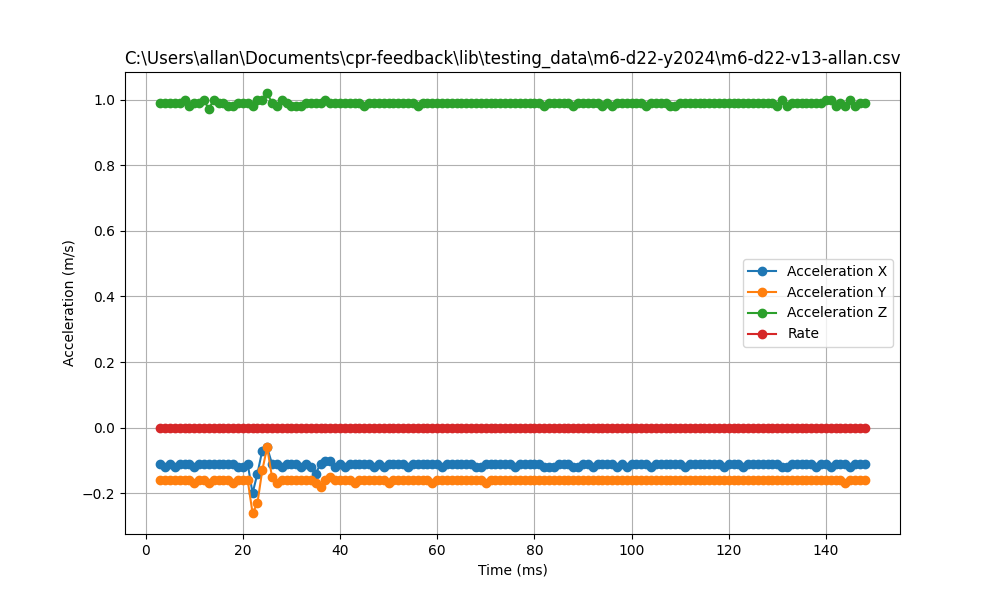 C:\Users\allan\Documents\cpr-feedback\lib\testing_data\m6-d22-y2024\m6-d22-v13-allan.csv
1.0
0.8
0.6
0.4
0.2
0.0
−0.2
Acceleration (m/s)
Acceleration X
Acceleration Y
Acceleration Z
Rate
0 20 40 60 80 100 120 140
Time (ms)